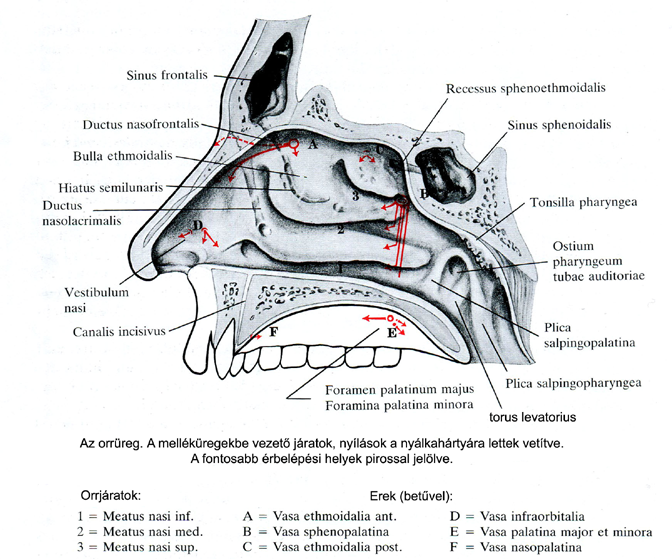 Sinus frontalis
Ductus nasofrontalis
Bulla ethmoidalis
Hiatus semilunaris
Ductus
nasolacrimalis
Vestibulum
nasi
Canalis incisivus
Recessus sphenoethmoidalis
Sinus sphenoidalis
Tonsilla pharyngea
Ostium
pharyngeum
tubae auditoriae
Plica
salpingopalatina
Plica salpingopharyngea
torus levatorius
Foramen palatinum majus
Foramina palatina minora
A
C
B
3
2
D
1
F
E
Az orrüreg. A melléküregekbe vezető járatok, nyílások a nyálkahártyára lettek vetítve.
A fontosabb érbelépési helyek pirossal jelölve.
Orrjáratok:
1 = Meatus nasi inf.
2 = Meatus nasi med.
3 = Meatus nasi sup.
Erek (betűvel):
A = Vasa ethmoidalia ant.
B = Vasa sphenopalatina
C = Vasa ethmoidalia post.
D = Vasa infraorbitalia
E = Vasa palatina major et minora
F = Vasa nasopalatina